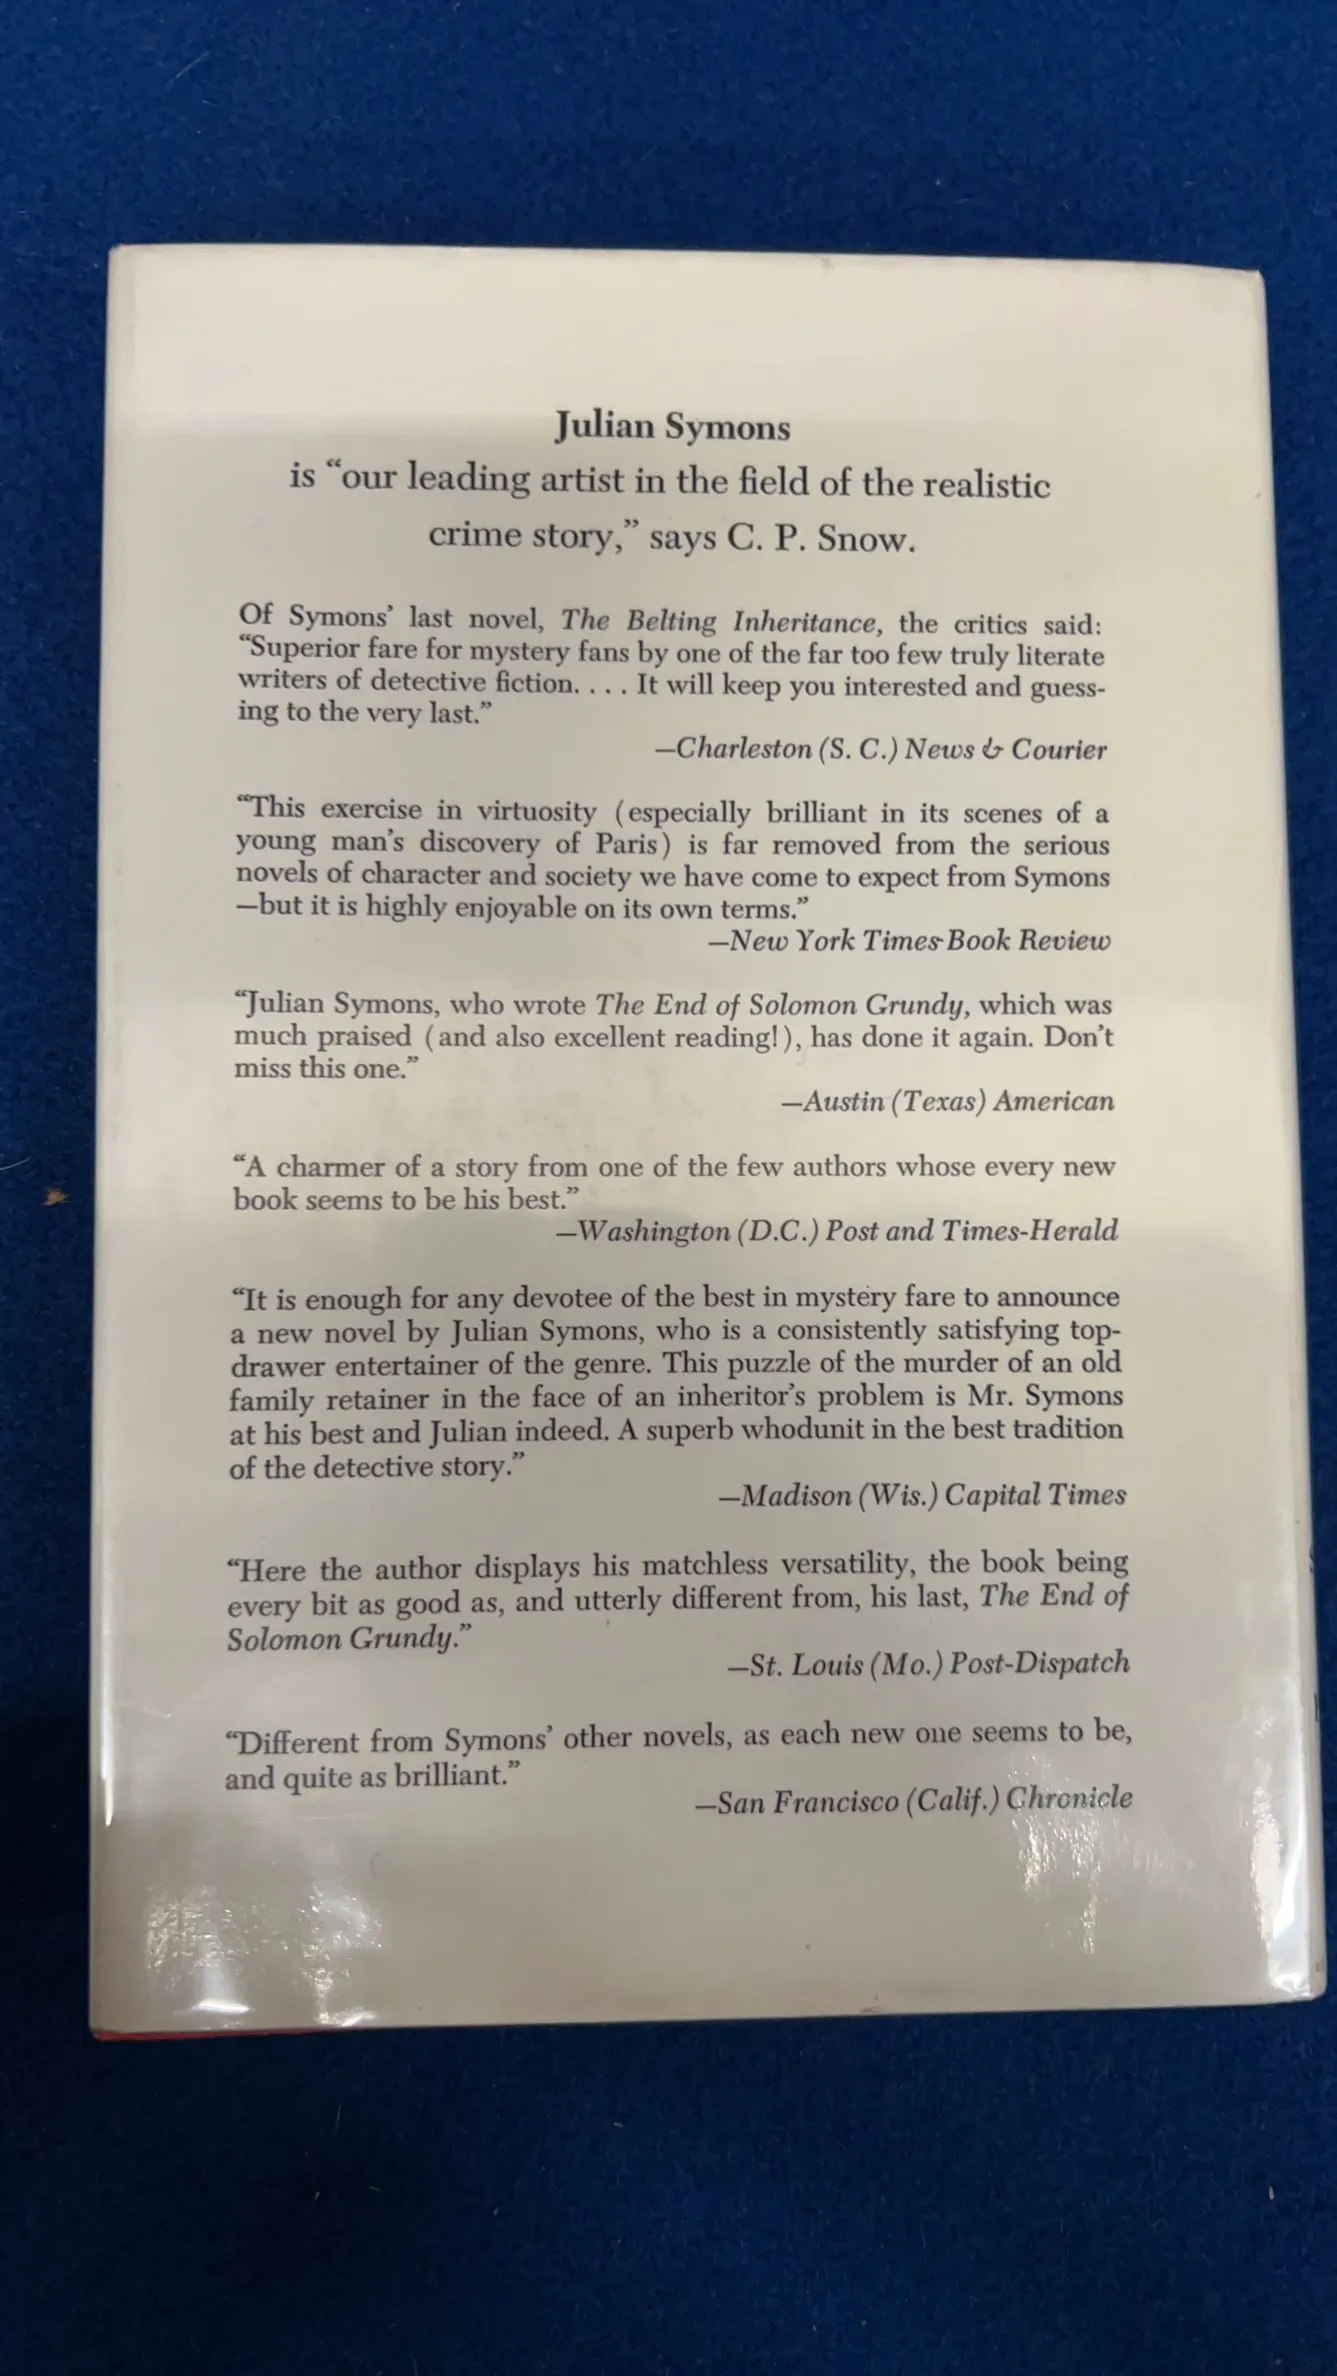 Julian Symons
is “our leading artist in the field of the realistic
crime story,” says C. P. Snow.
Of Symons’ last novel, The Belting Inheritance, the critics said:
“Superior fare for mystery fans by one of the far too few truly literate
writers of detective fiction. . . . It will keep you interested and guess-
ing to the very last.”
—Charleston (S. C.) News & Courier
“This exercise in virtuosity (especially brilliant in its scenes of a
young man’s discovery of Paris) is far removed from the serious
novels of character and society we have come to expect from Symons
—but it is highly enjoyable on its own terms.”
—New York Times Book Review
“Julian Symons, who wrote The End of Solomon Grundy, which was
much praised (and also excellent reading!), has done it again. Don’t
miss this one.”
—Austin (Texas) American
“A charmer of a story from one of the few authors whose every new
book seems to be his best.”
—Washington (D.C.) Post and Times-Herald
“It is enough for any devotee of the best in mystery fare to announce
a new novel by Julian Symons, who is a consistently satisfying top-
drawer entertainer of the genre. This puzzle of the murder of an old
family retainer in the face of an inheritor’s problem is Mr. Symons
at his best and Julian indeed. A superb whodunit in the best tradition
of the detective story.”
—Madison (Wis.) Capital Times
“Here the author displays his matchless versatility, the book being
every bit as good as, and utterly different from, his last, The End of
Solomon Grundy.”
—St. Louis (Mo.) Post-Dispatch
“Different from Symons’ other novels, as each new one seems to be,
and quite as brilliant.”
—San Francisco (Calif.) Chronicle